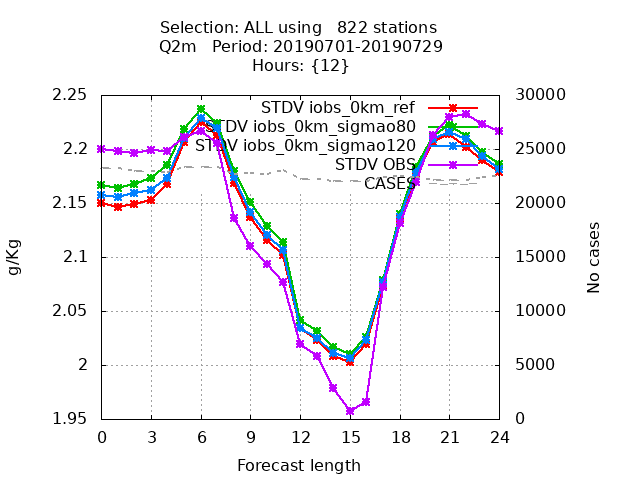 Selection: ALL using   822 stations
Q2m   Period: 20190701-20190729
Hours: {12}
2.25
2.2
2.15
2.1
2.05
2
1.95
30000
25000
20000
15000
10000
5000
0
g/Kg
No cases
STDV iobs_0km_ref
STDV iobs_0km_sigmao80
STDV iobs_0km_sigmao120
STDV OBS
CASES
0 3 6 9 12 15 18 21 24
Forecast length